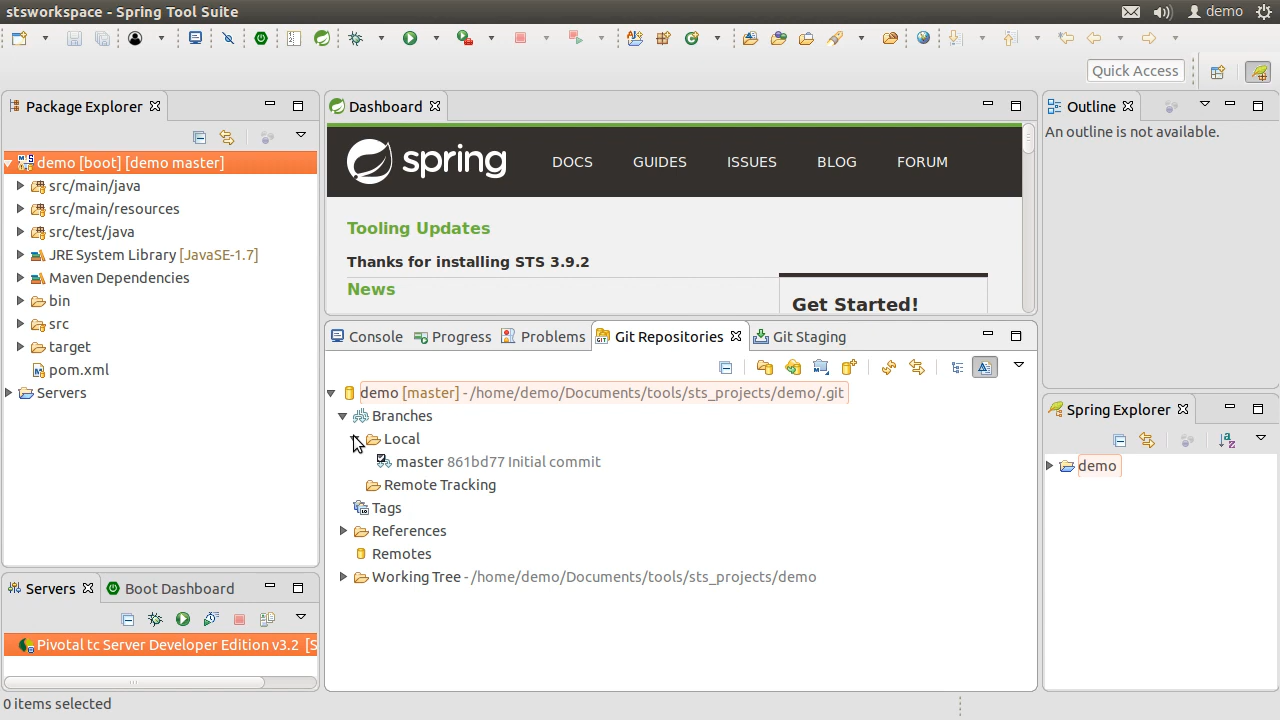 stsworkspace - Spring Tool Suite
demo
Quick Access
Package Explorer
demo [boot] [demo master]
src/main/java
src/main/resources
src/test/java
JRE System Library [JavaSE-1.7]
Maven Dependencies
bin
src
target
pom.xml
Servers
Servers
Boot Dashboard
Pivotal tc Server Developer Edition v3.2 [S
0 items selected
Dashboard
spring
DOCS
GUIDES
ISSUES
BLOG
FORUM
Tooling Updates
Thanks for installing STS 3.9.2
News
Get Started!
Console
Progress
Problems
Git Repositories
Git Staging
demo [master] - /home/demo/Documents/tools/sts_projects/demo/.git
Branches
Local
master 861bd77 Initial commit
Remote Tracking
Tags
References
Remotes
Working Tree - /home/demo/Documents/tools/sts_projects/demo
Outline
An outline is not available.
Spring Explorer
demo